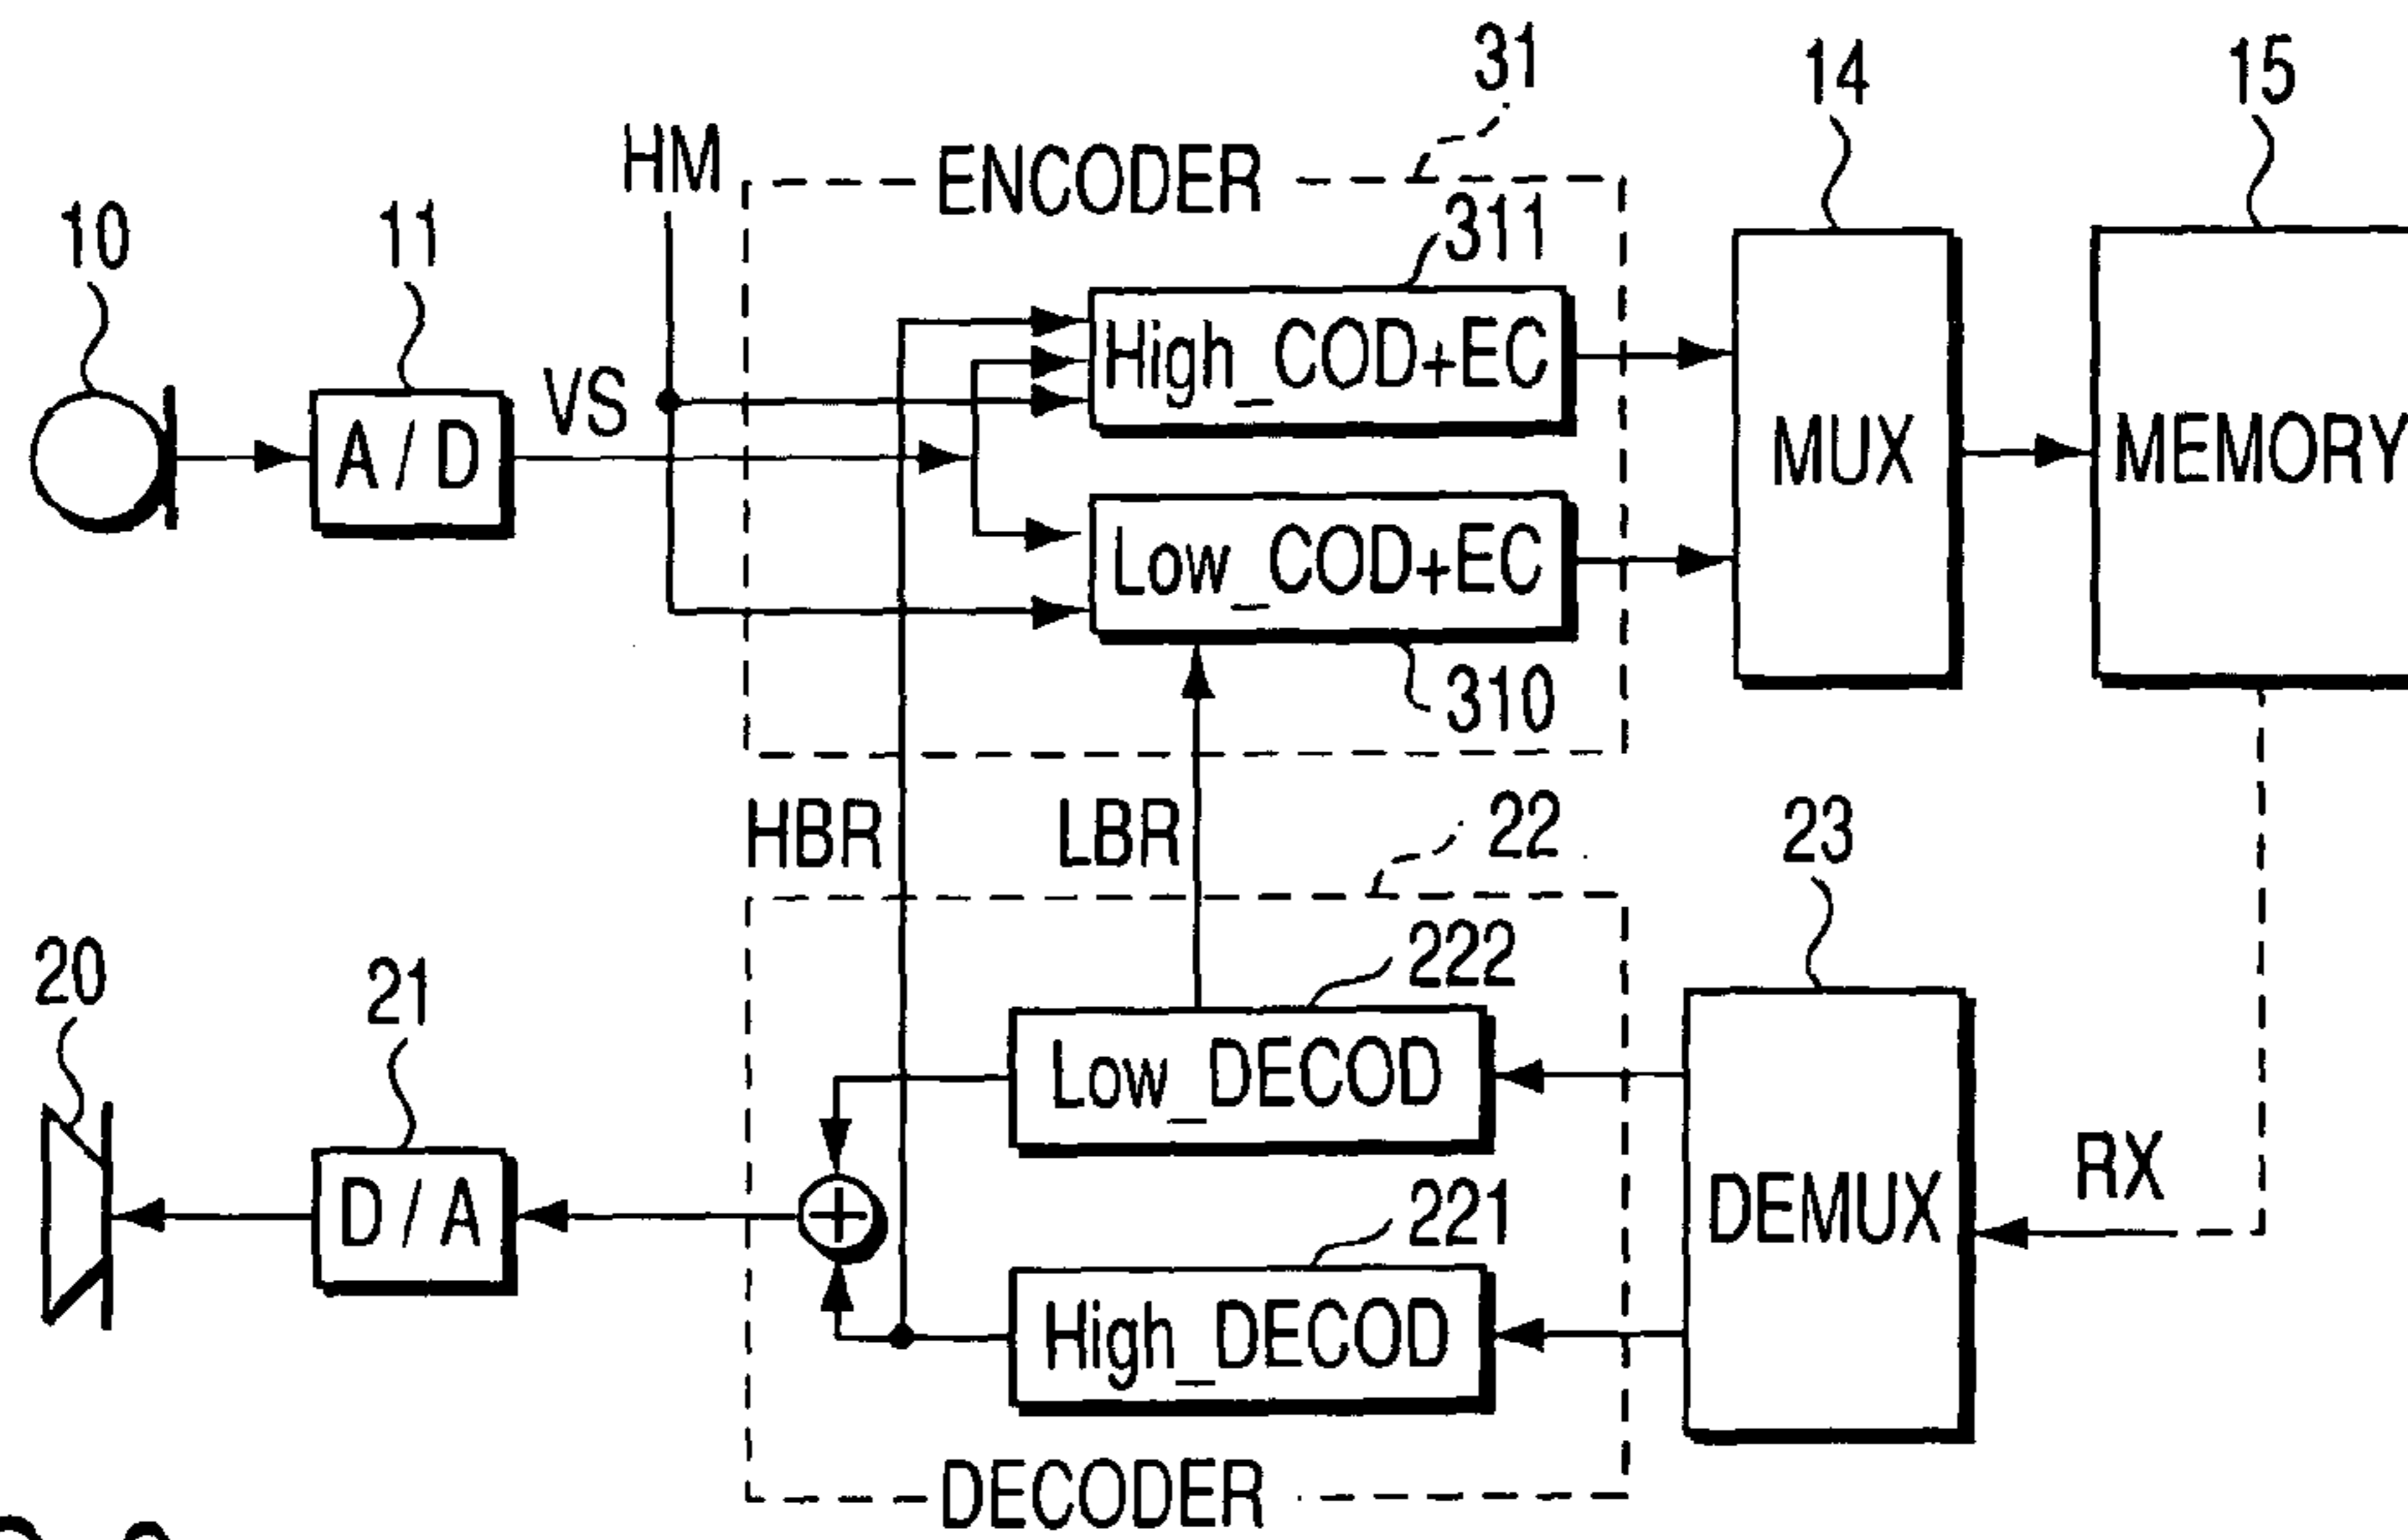 31
14
15
HM
ENCODER
10
11
311
VS
High_COD+EC
A/D
MUX
MEMORY
Low_COD+EC
310
HBR
LBR
22
23
222
20
21
Low_DECOD
RX
221
DEMUX
D/A
+
High_DECOD
DECODER